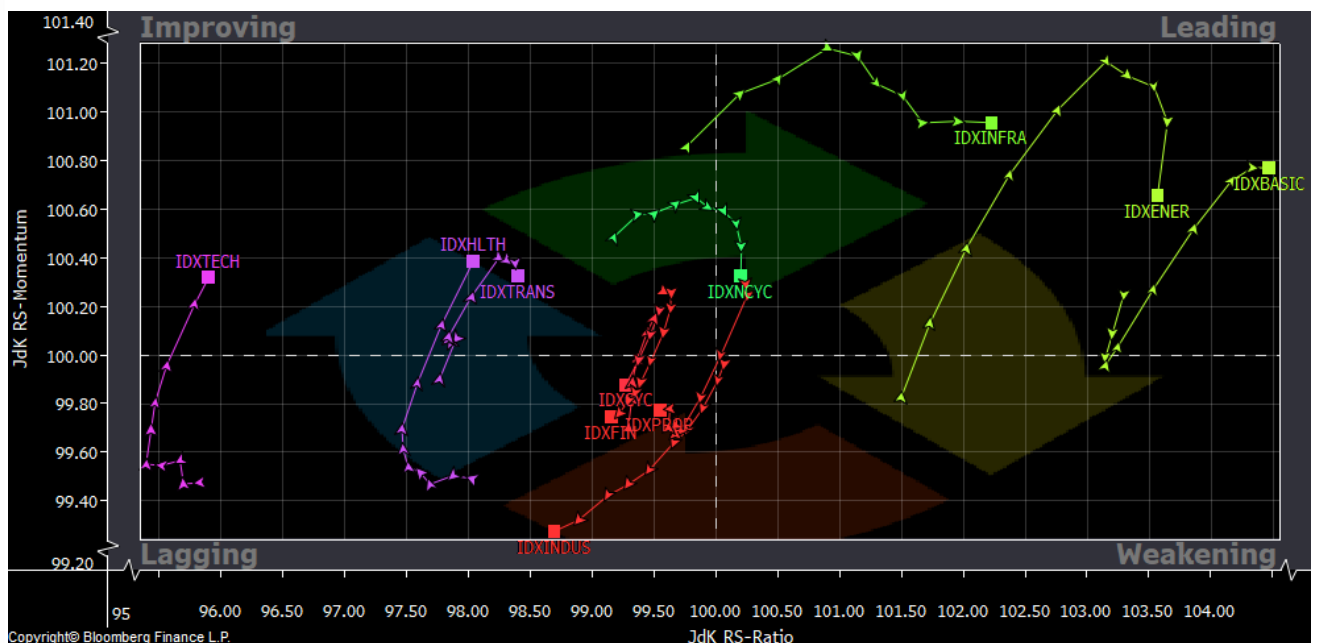 101.40
Improving
Leading
101.20
101.00
IDXINFRA
100.80
IDXBASIC
IDXENER
100.60
IDXHLTH
100.40
IDXTECH
IDXTRANS
IDXNCYC
100.20
100.00
JdK RS-Momentum
99.80
IDXCYC
IDXFIN
IDXPROP
99.60
99.40
IDXINDUS
99.20
Lagging
Weakening
95
96.00
96.50
97.00
97.50
98.00
98.50
99.00
99.50
100.00
100.50
101.00
101.50
102.00
102.50
103.00
103.50
104.00
Copyright© Bloomberg Finance L.P.
JdK RS-Ratio